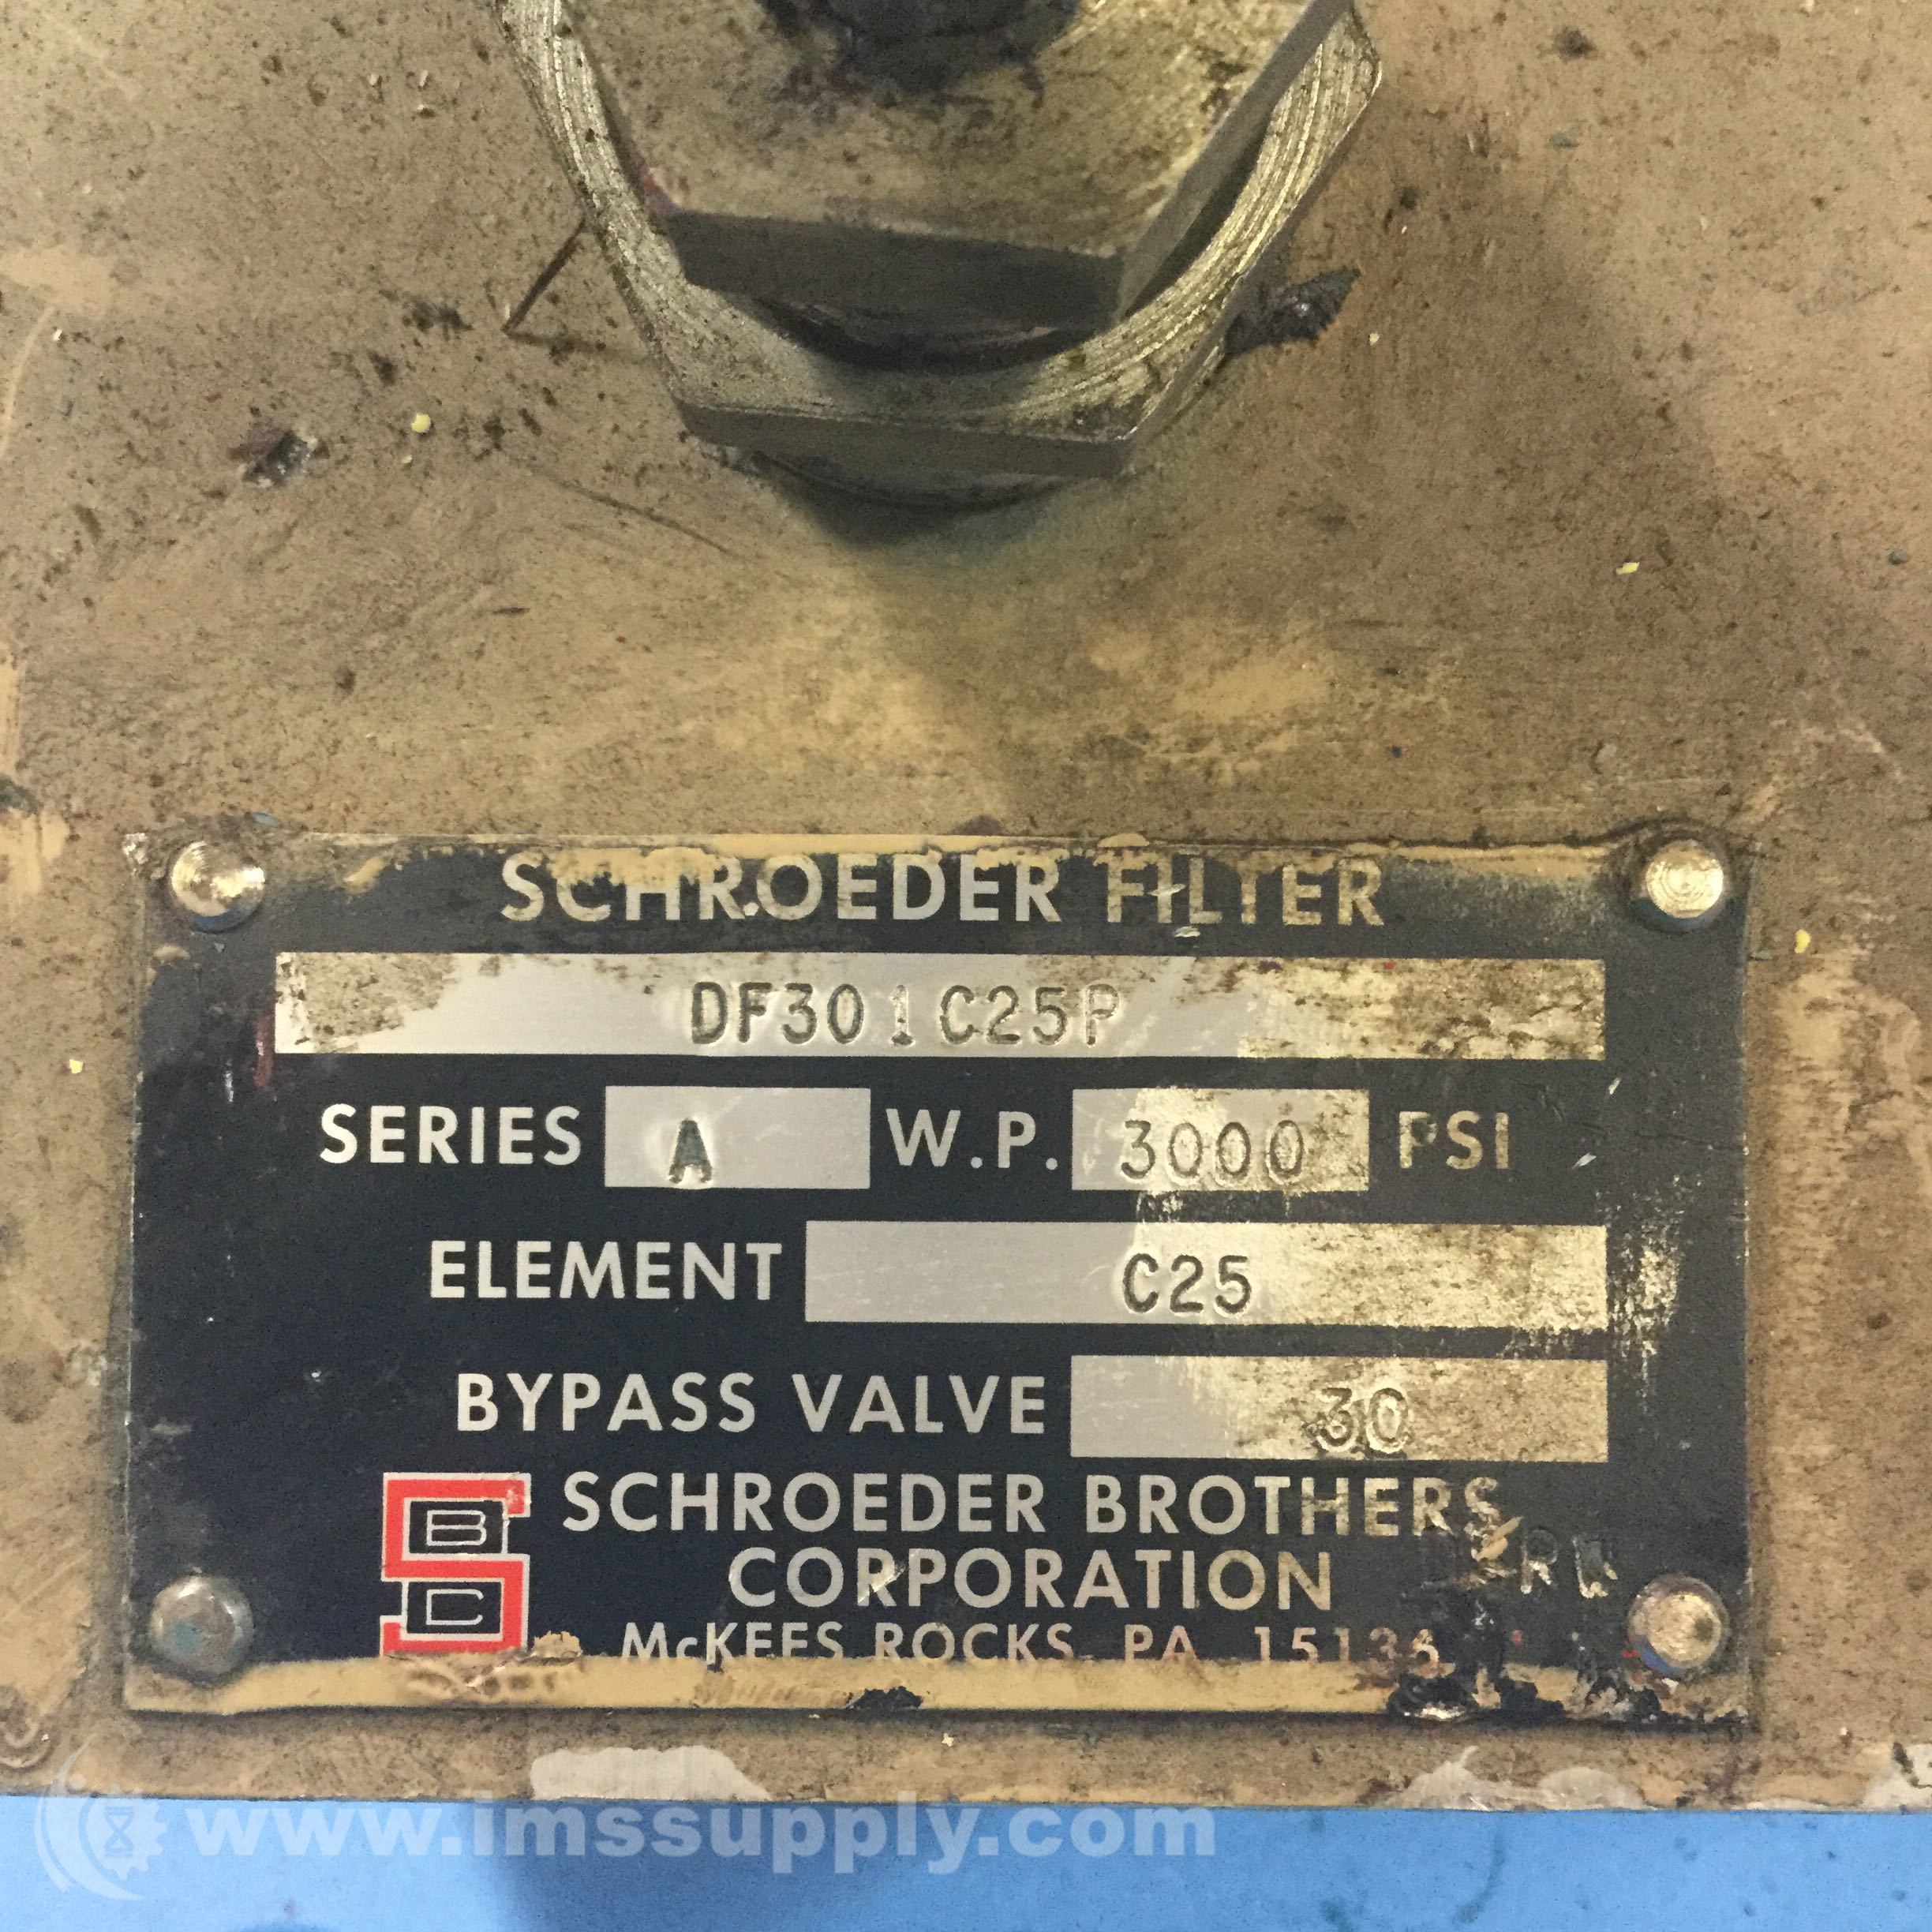 SCHROEDER FILTER
DF301C25P
SERIES A W.P. 3000 PSI
ELEMENT C25
BYPASS VALVE 30
SBC
SCHROEDER BROTHERS
CORPORATION
McKEES ROCKS, PA 15136
www.imssupply.com